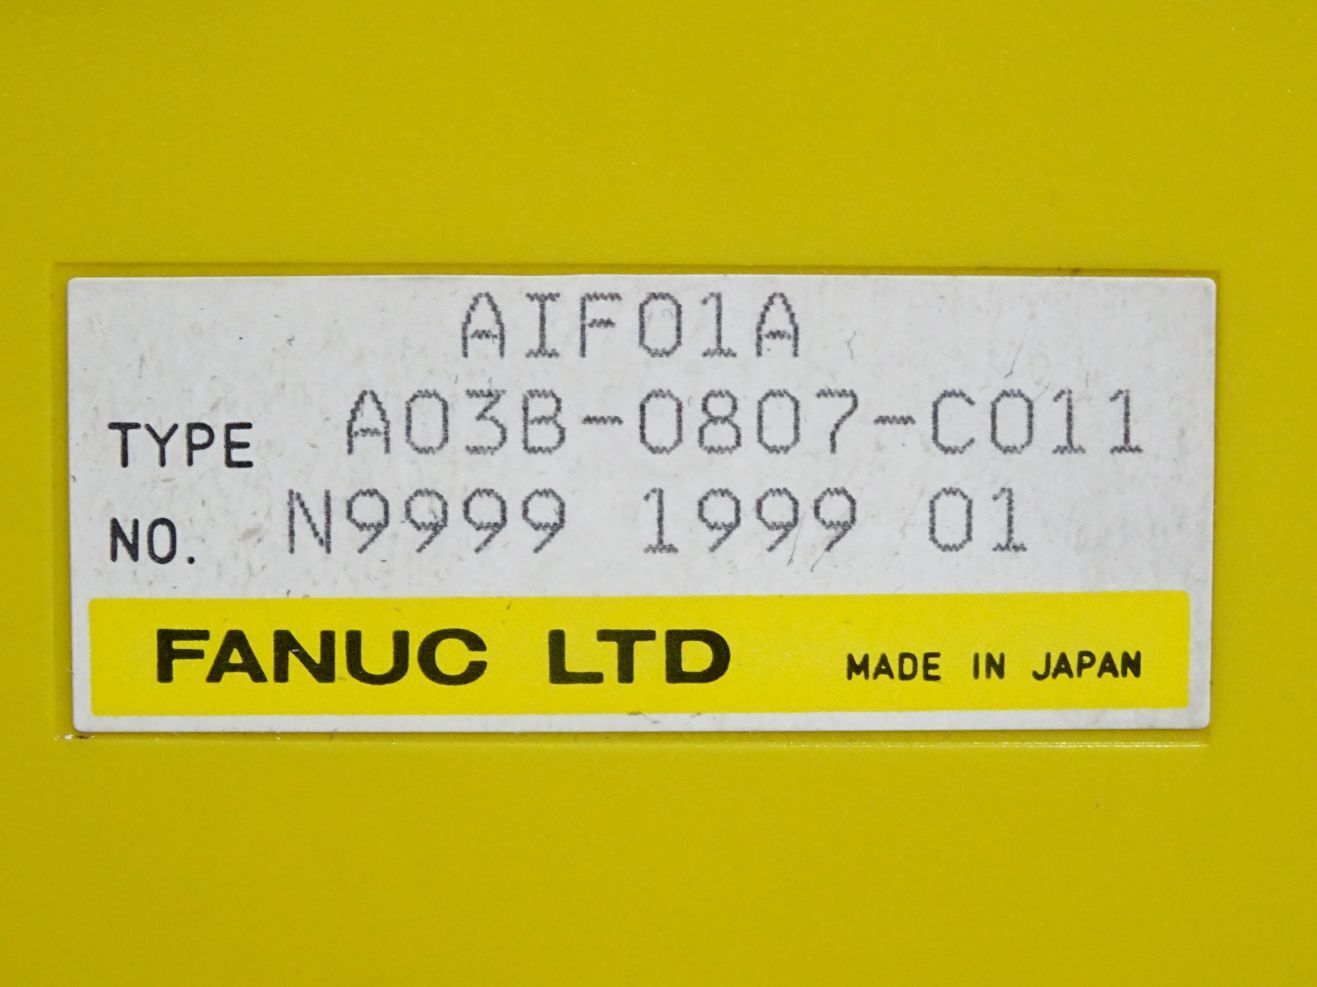 AIF01A
TYPE A03B-0807-C011
NO. N9999 1999 01
FANUC LTD MADE IN JAPAN